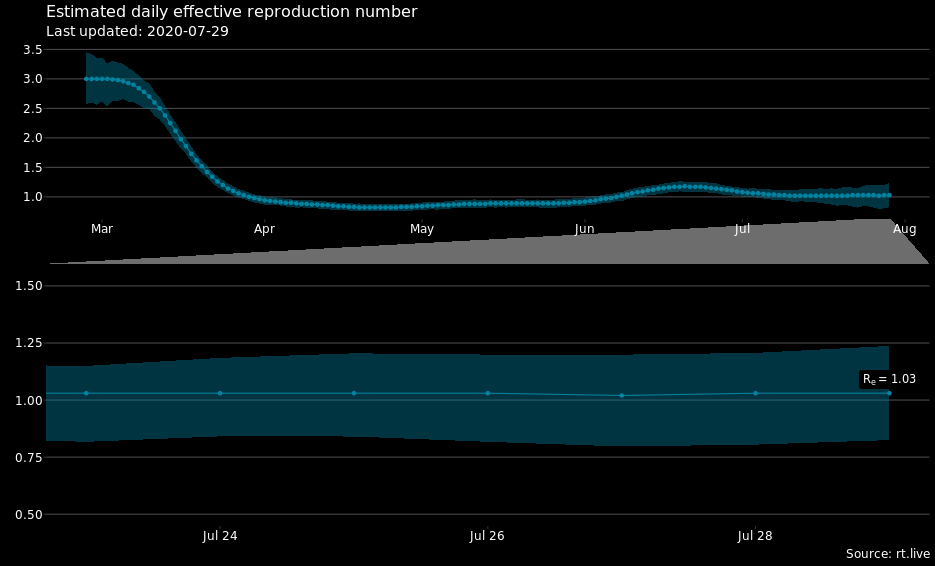 Estimated daily effective reproduction number
Last updated: 2020-07-29
3.5
3.0
2.5
2.0
1.5
1.0
Mar Apr May Jun Jul Aug
1.50
1.25
Re = 1.03
1.00
0.75
0.50
Jul 24 Jul 26 Jul 28
Source: rt.live